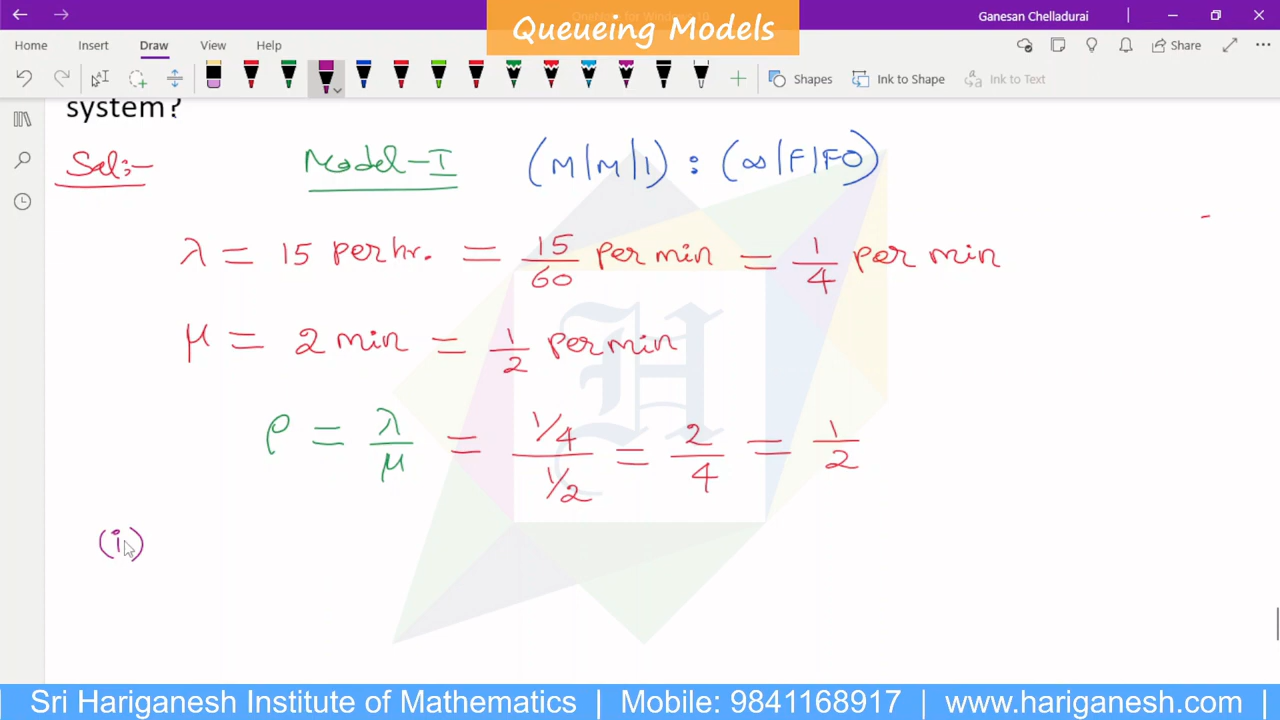 Queueing Models
Ganesan Chelladurai
Home Insert Draw View Help
Share
Shapes
Ink to Shape
Ink to Text
system?
Sol:-
Model-I (M|M|1) : (∞|FIFO)
λ = 15 per hr. = 15/60 per min = 1/4 per min
μ = 2 min = 1/2 per min
ρ = λ/μ = 1/4 / 1/2 = 2/4 = 1/2
(i)
H
Sri Hariganesh Institute of Mathematics | Mobile: 9841168917 | www.hariganesh.com |